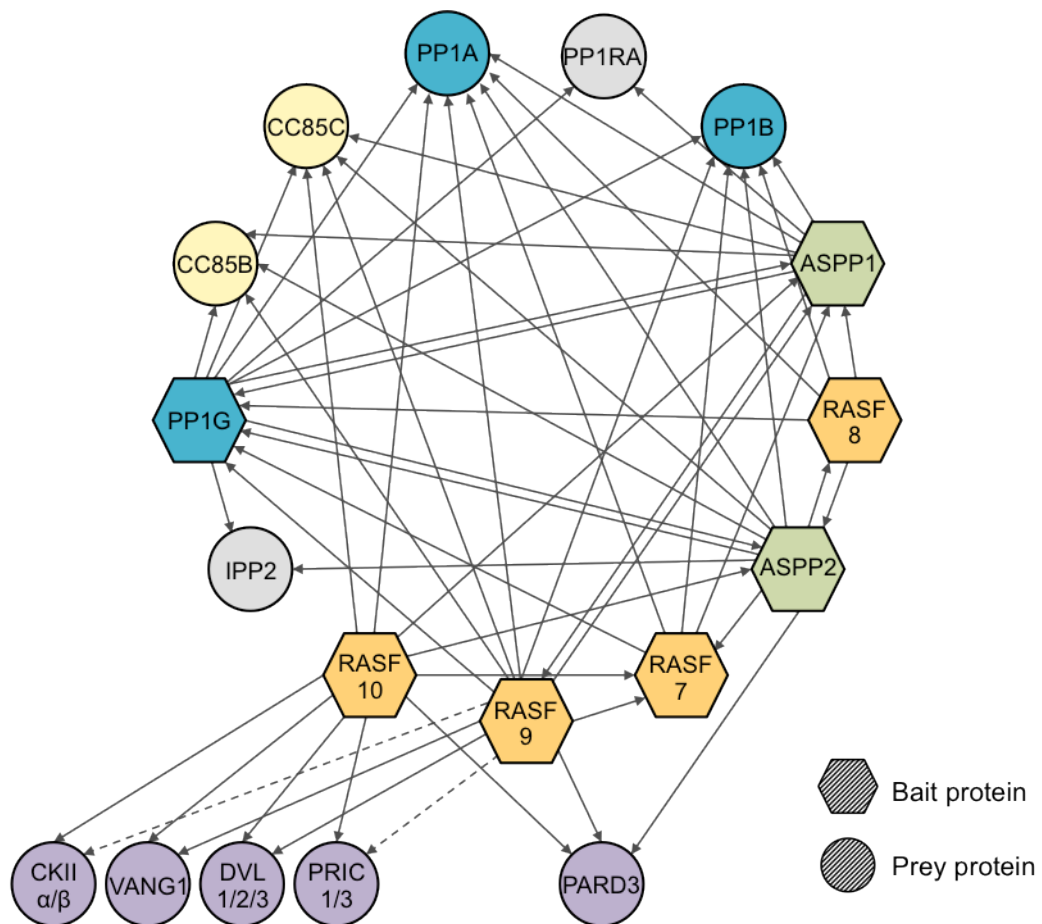 PP1A
PP1RA
CC85C
PP1B
CC85B
ASPP1
PP1G
RASF
8
IPP2
ASPP2
RASF
10
RASF
7
RASF
9
Bait protein
Prey protein
CKII
α/β
VANG1
DVL
1/2/3
PRIC
1/3
PARD3